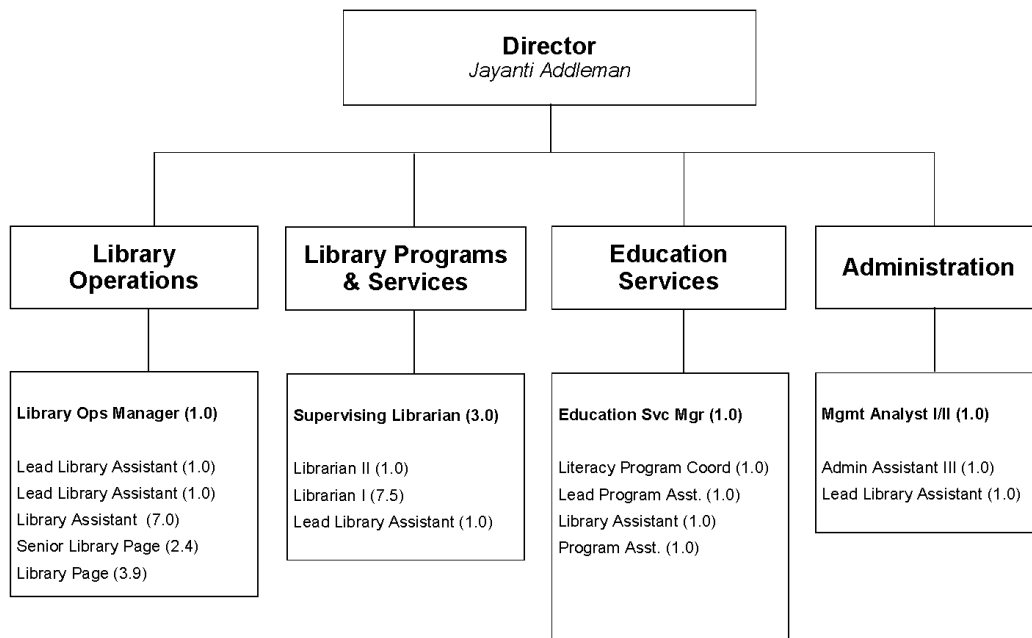 Director
Jayanti Addleman
Library
Operations
Library Programs
& Services
Education
Services
Administration
Library Ops Manager (1.0)
Lead Library Assistant (1.0)
Lead Library Assistant (1.0)
Library Assistant  (7.0)
Senior Library Page (2.4)
Library Page (3.9)
Supervising Librarian (3.0)
Librarian II (1.0)
Librarian I (7.5)
Lead Library Assistant (1.0)
Education Svc Mgr (1.0)
Literacy Program Coord (1.0)
Lead Program Asst. (1.0)
Library Assistant (1.0)
Program Asst. (1.0)
Mgmt Analyst I/II (1.0)
Admin Assistant III (1.0)
Lead Library Assistant (1.0)